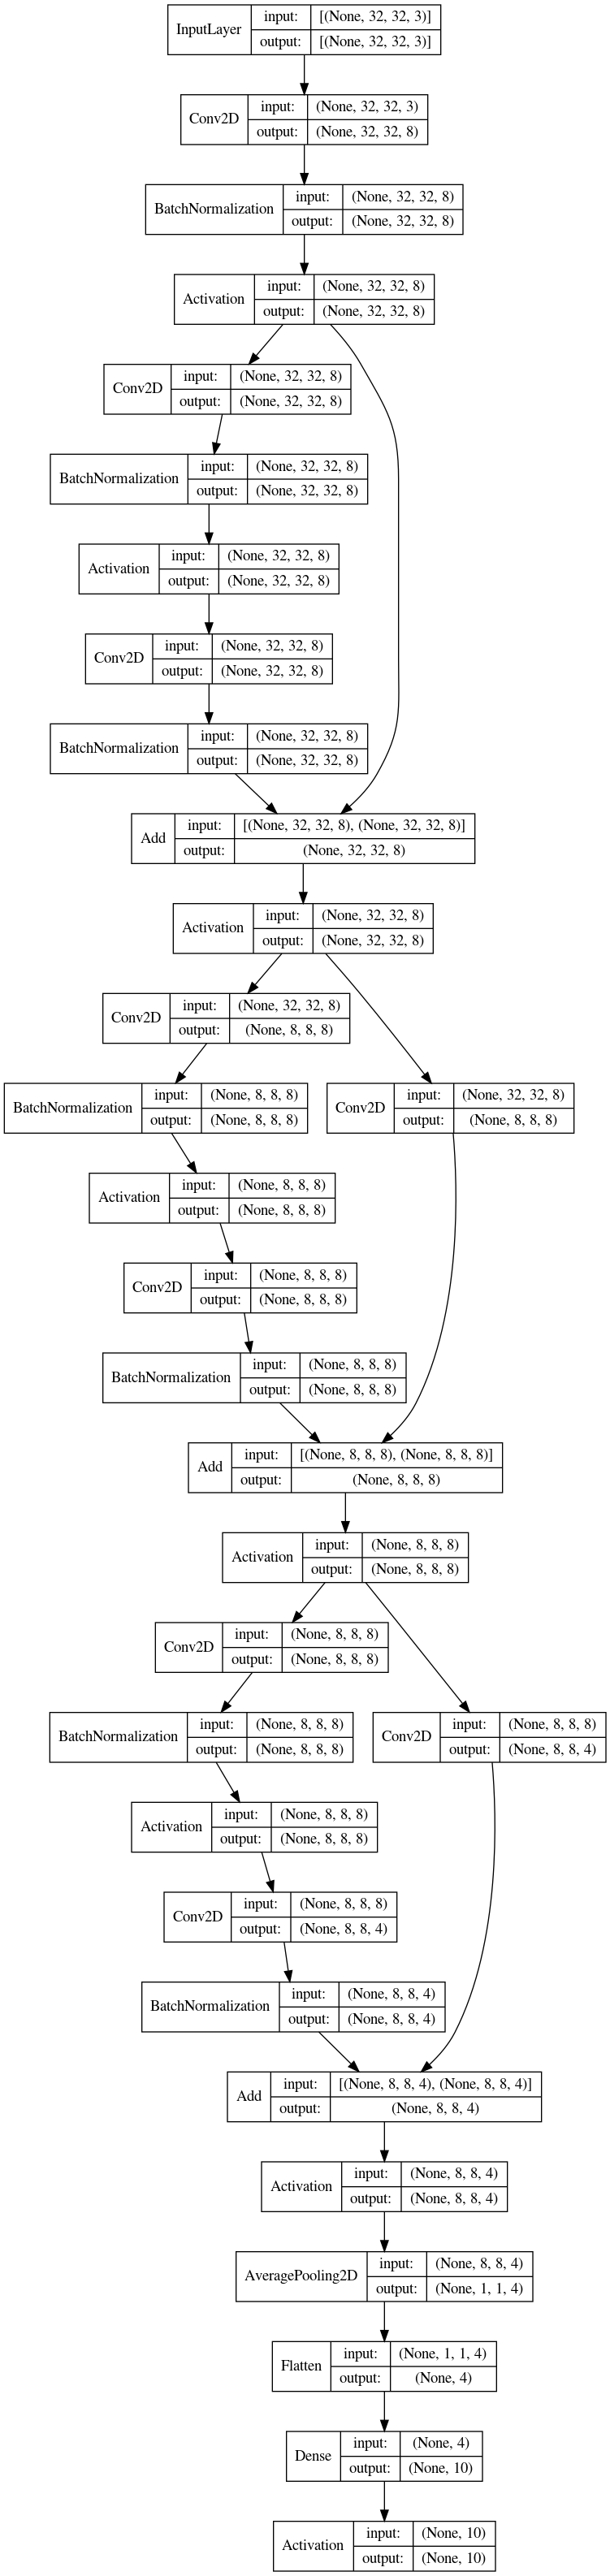 InputLayer
input: [(None, 32, 32, 3)]
output: [(None, 32, 32, 3)]
Conv2D
input: (None, 32, 32, 3)
output: (None, 32, 32, 8)
BatchNormalization
input: (None, 32, 32, 8)
output: (None, 32, 32, 8)
Activation
input: (None, 32, 32, 8)
output: (None, 32, 32, 8)
Conv2D
input: (None, 32, 32, 8)
output: (None, 32, 32, 8)
BatchNormalization
input: (None, 32, 32, 8)
output: (None, 32, 32, 8)
Activation
input: (None, 32, 32, 8)
output: (None, 32, 32, 8)
Conv2D
input: (None, 32, 32, 8)
output: (None, 32, 32, 8)
BatchNormalization
input: (None, 32, 32, 8)
output: (None, 32, 32, 8)
Add
input: [(None, 32, 32, 8), (None, 32, 32, 8)]
output: (None, 32, 32, 8)
Activation
input: (None, 32, 32, 8)
output: (None, 32, 32, 8)
Conv2D
input: (None, 32, 32, 8)
output: (None, 8, 8, 8)
BatchNormalization
input: (None, 8, 8, 8)
output: (None, 8, 8, 8)
Conv2D
input: (None, 32, 32, 8)
output: (None, 8, 8, 8)
Activation
input: (None, 8, 8, 8)
output: (None, 8, 8, 8)
Conv2D
input: (None, 8, 8, 8)
output: (None, 8, 8, 8)
BatchNormalization
input: (None, 8, 8, 8)
output: (None, 8, 8, 8)
Add
input: [(None, 8, 8, 8), (None, 8, 8, 8)]
output: (None, 8, 8, 8)
Activation
input: (None, 8, 8, 8)
output: (None, 8, 8, 8)
Conv2D
input: (None, 8, 8, 8)
output: (None, 8, 8, 8)
BatchNormalization
input: (None, 8, 8, 8)
output: (None, 8, 8, 8)
Conv2D
input: (None, 8, 8, 8)
output: (None, 8, 8, 4)
Activation
input: (None, 8, 8, 8)
output: (None, 8, 8, 8)
Conv2D
input: (None, 8, 8, 8)
output: (None, 8, 8, 4)
BatchNormalization
input: (None, 8, 8, 4)
output: (None, 8, 8, 4)
Add
input: [(None, 8, 8, 4), (None, 8, 8, 4)]
output: (None, 8, 8, 4)
Activation
input: (None, 8, 8, 4)
output: (None, 8, 8, 4)
AveragePooling2D
input: (None, 8, 8, 4)
output: (None, 1, 1, 4)
Flatten
input: (None, 1, 1, 4)
output: (None, 4)
Dense
input: (None, 4)
output: (None, 10)
Activation
input: (None, 10)
output: (None, 10)